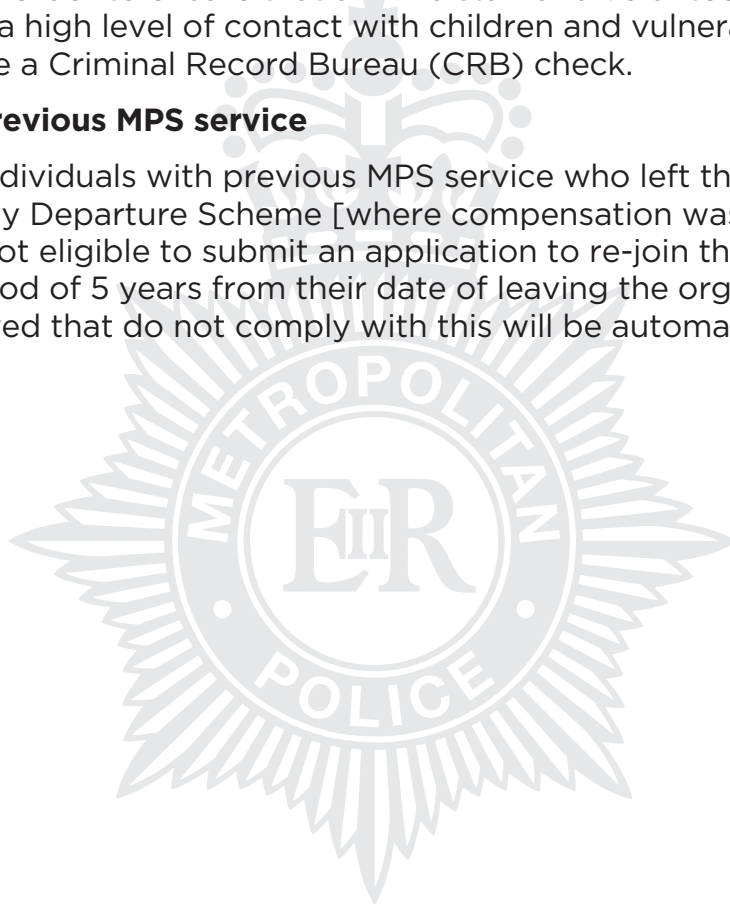 a high level of contact with children and vulnera
e a Criminal Record Bureau (CRB) check.
revious MPS service
dividuals with previous MPS service who left th
y Departure Scheme [where compensation was
ot eligible to submit an application to re-join th
od of 5 years from their date of leaving the org
ed that do not comply with this will be automa
METROPOLITAN
EIIR
POLICE